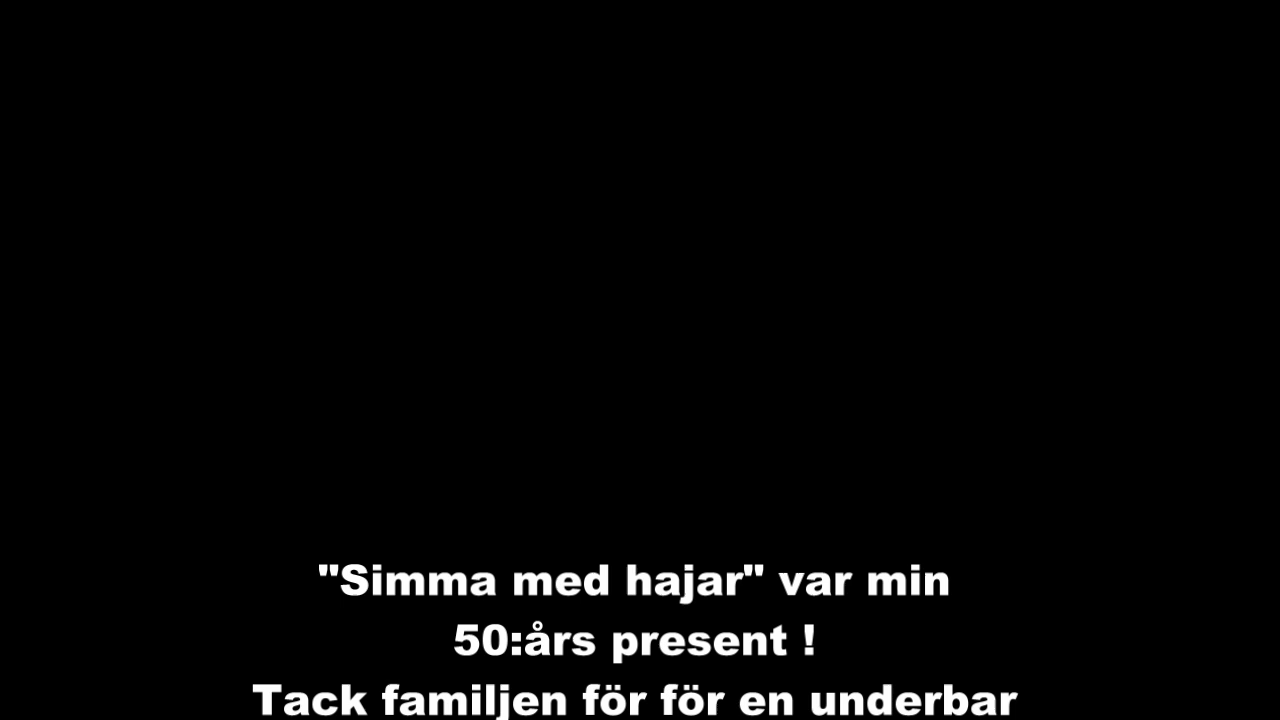 "Simma med hajar" var min
50:års present !
Tack familjen för för en underbar